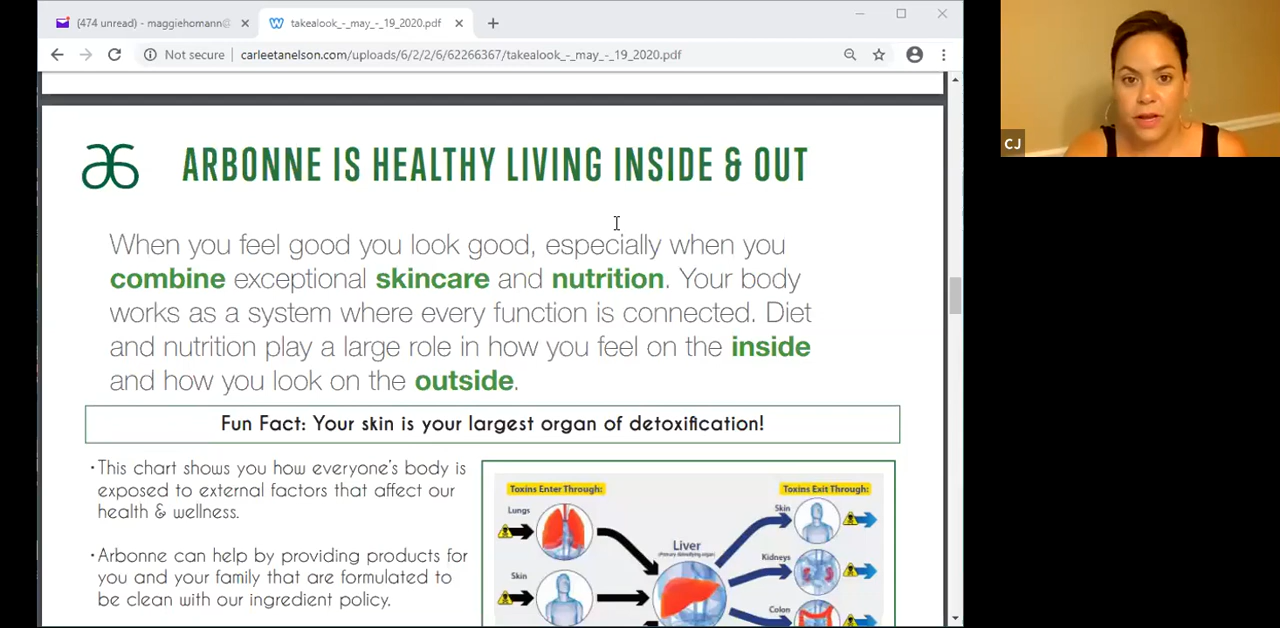 (474 unread) - maggiehomann@
takealook_-_may_-_19_2020.pdf
Not secure
carleetanelson.com/uploads/6/2/2/6/62266367/takealook_-_may_-_19_2020.pdf
CJ
ARBONNE IS HEALTHY LIVING INSIDE & OUT
When you feel good you look good, especially when you
combine exceptional skincare and nutrition. Your body
works as a system where every function is connected. Diet
and nutrition play a large role in how you feel on the inside
and how you look on the outside.
Fun Fact: Your skin is your largest organ of detoxification!
•This chart shows you how everyone's body is
exposed to external factors that affect our
health & wellness.
•Arbonne can help by providing products for
you and your family that are formulated to
be clean with our ingredient policy.
Toxins Enter Through:
Lungs
Skin
Liver
(Primary detoxifying organ)
Toxins Exit Through:
Skin
Kidneys
Colon